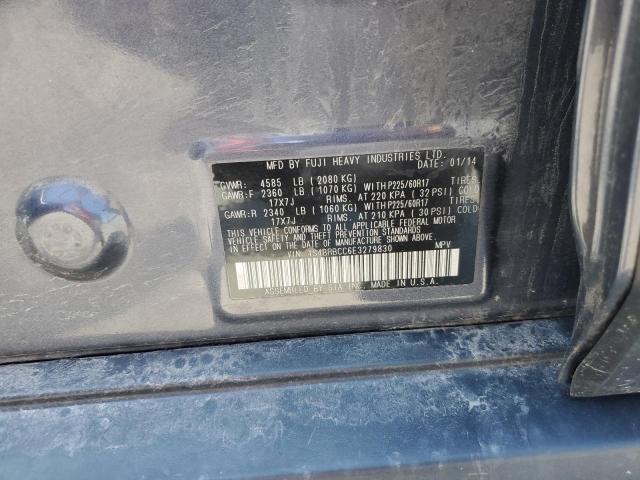 MFD BY FUJI HEAVY INDUSTRIES LTD.
DATE: 01/14
GVWR: 4585 LB ( 2080 KG)
GAWR:F 2360 LB ( 1070 KG) WITH P225/60R17 TIRES
17X7J RIMS. AT 220 KPA ( 32 PSI) COLD
GAWR:R 2340 LB ( 1060 KG) WITH P225/60R17 TIRES
17X7J RIMS. AT 210 KPA ( 30 PSI) COLD
THIS VEHICLE CONFORMS TO ALL APPLICABLE FEDERAL MOTOR
VEHICLE SAFETY AND THEFT PREVENTION STANDARDS
IN EFFECT ON THE DATE OF MANUFACTURE SHOWN ABOVE.
VIN: 4S4BRBCC6E3279830 MPV
ASSEMBLED BY SIA INC. MADE IN U.S.A.